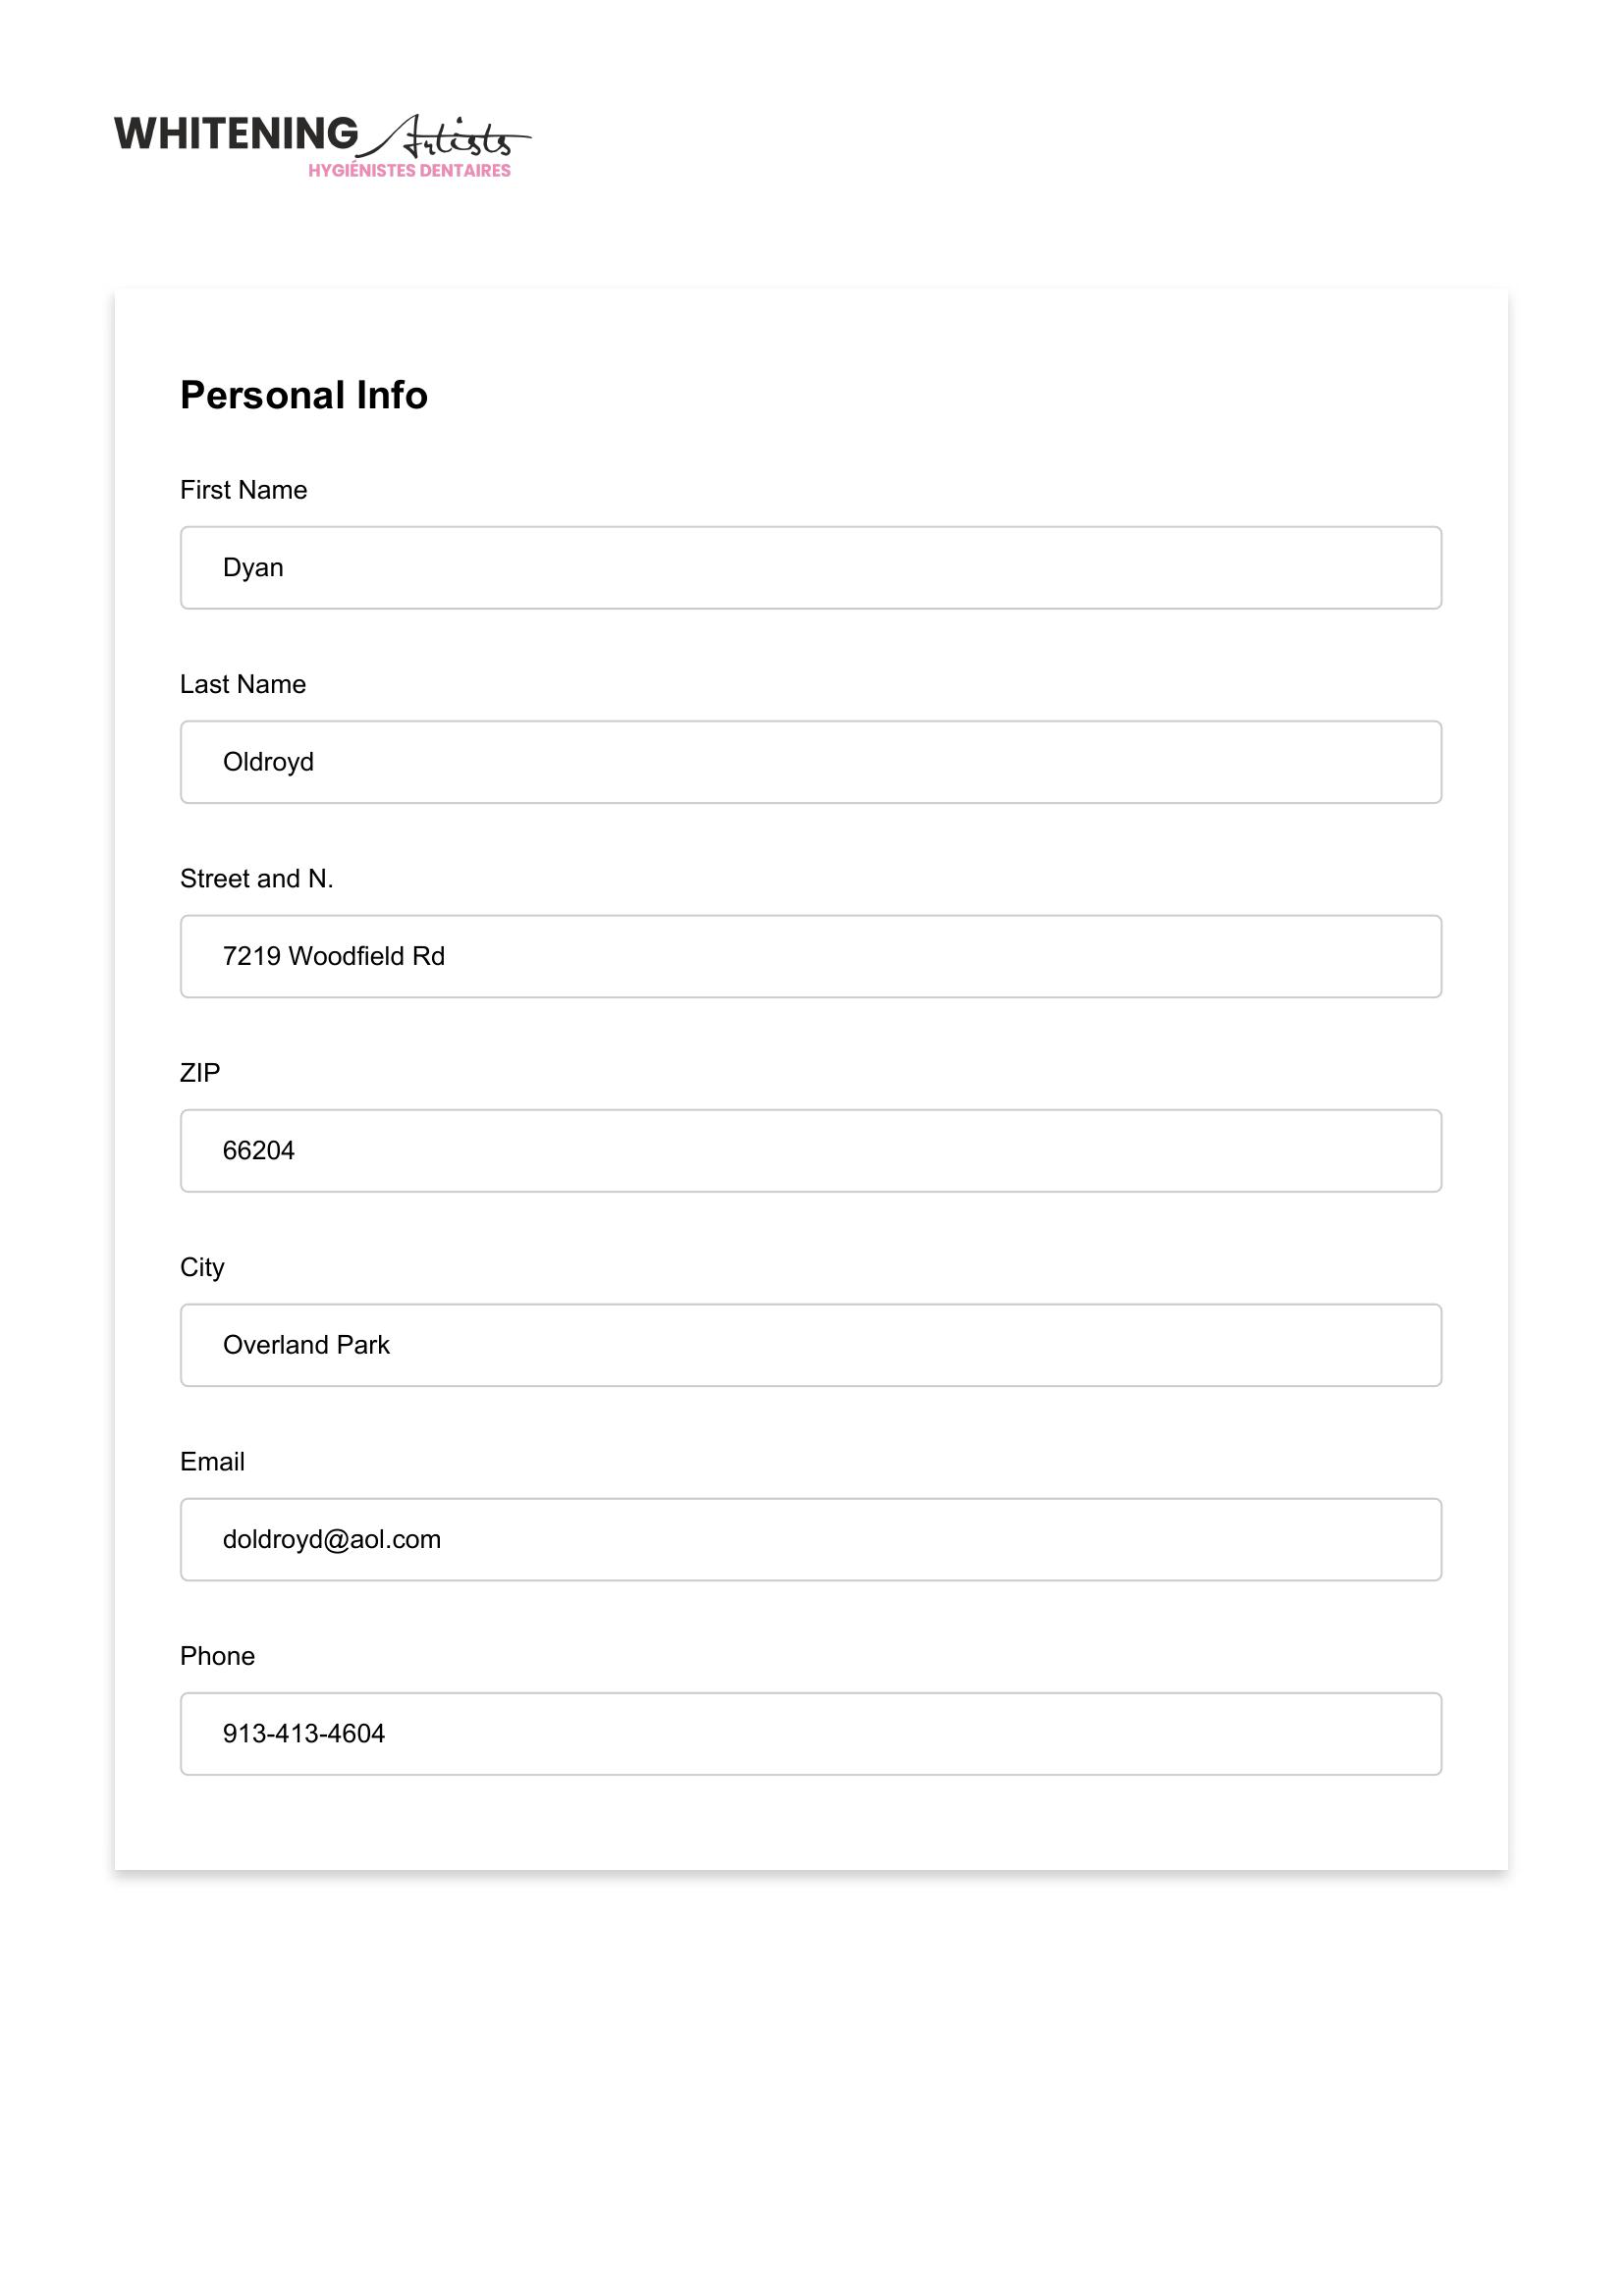 WHITENING Artists
HYGIÉNISTES DENTAIRES
Personal Info
First Name
Dyan
Last Name
Oldroyd
Street and N.
7219 Woodfield Rd
ZIP
66204
City
Overland Park
Email
doldroyd@aol.com
Phone
913-413-4604